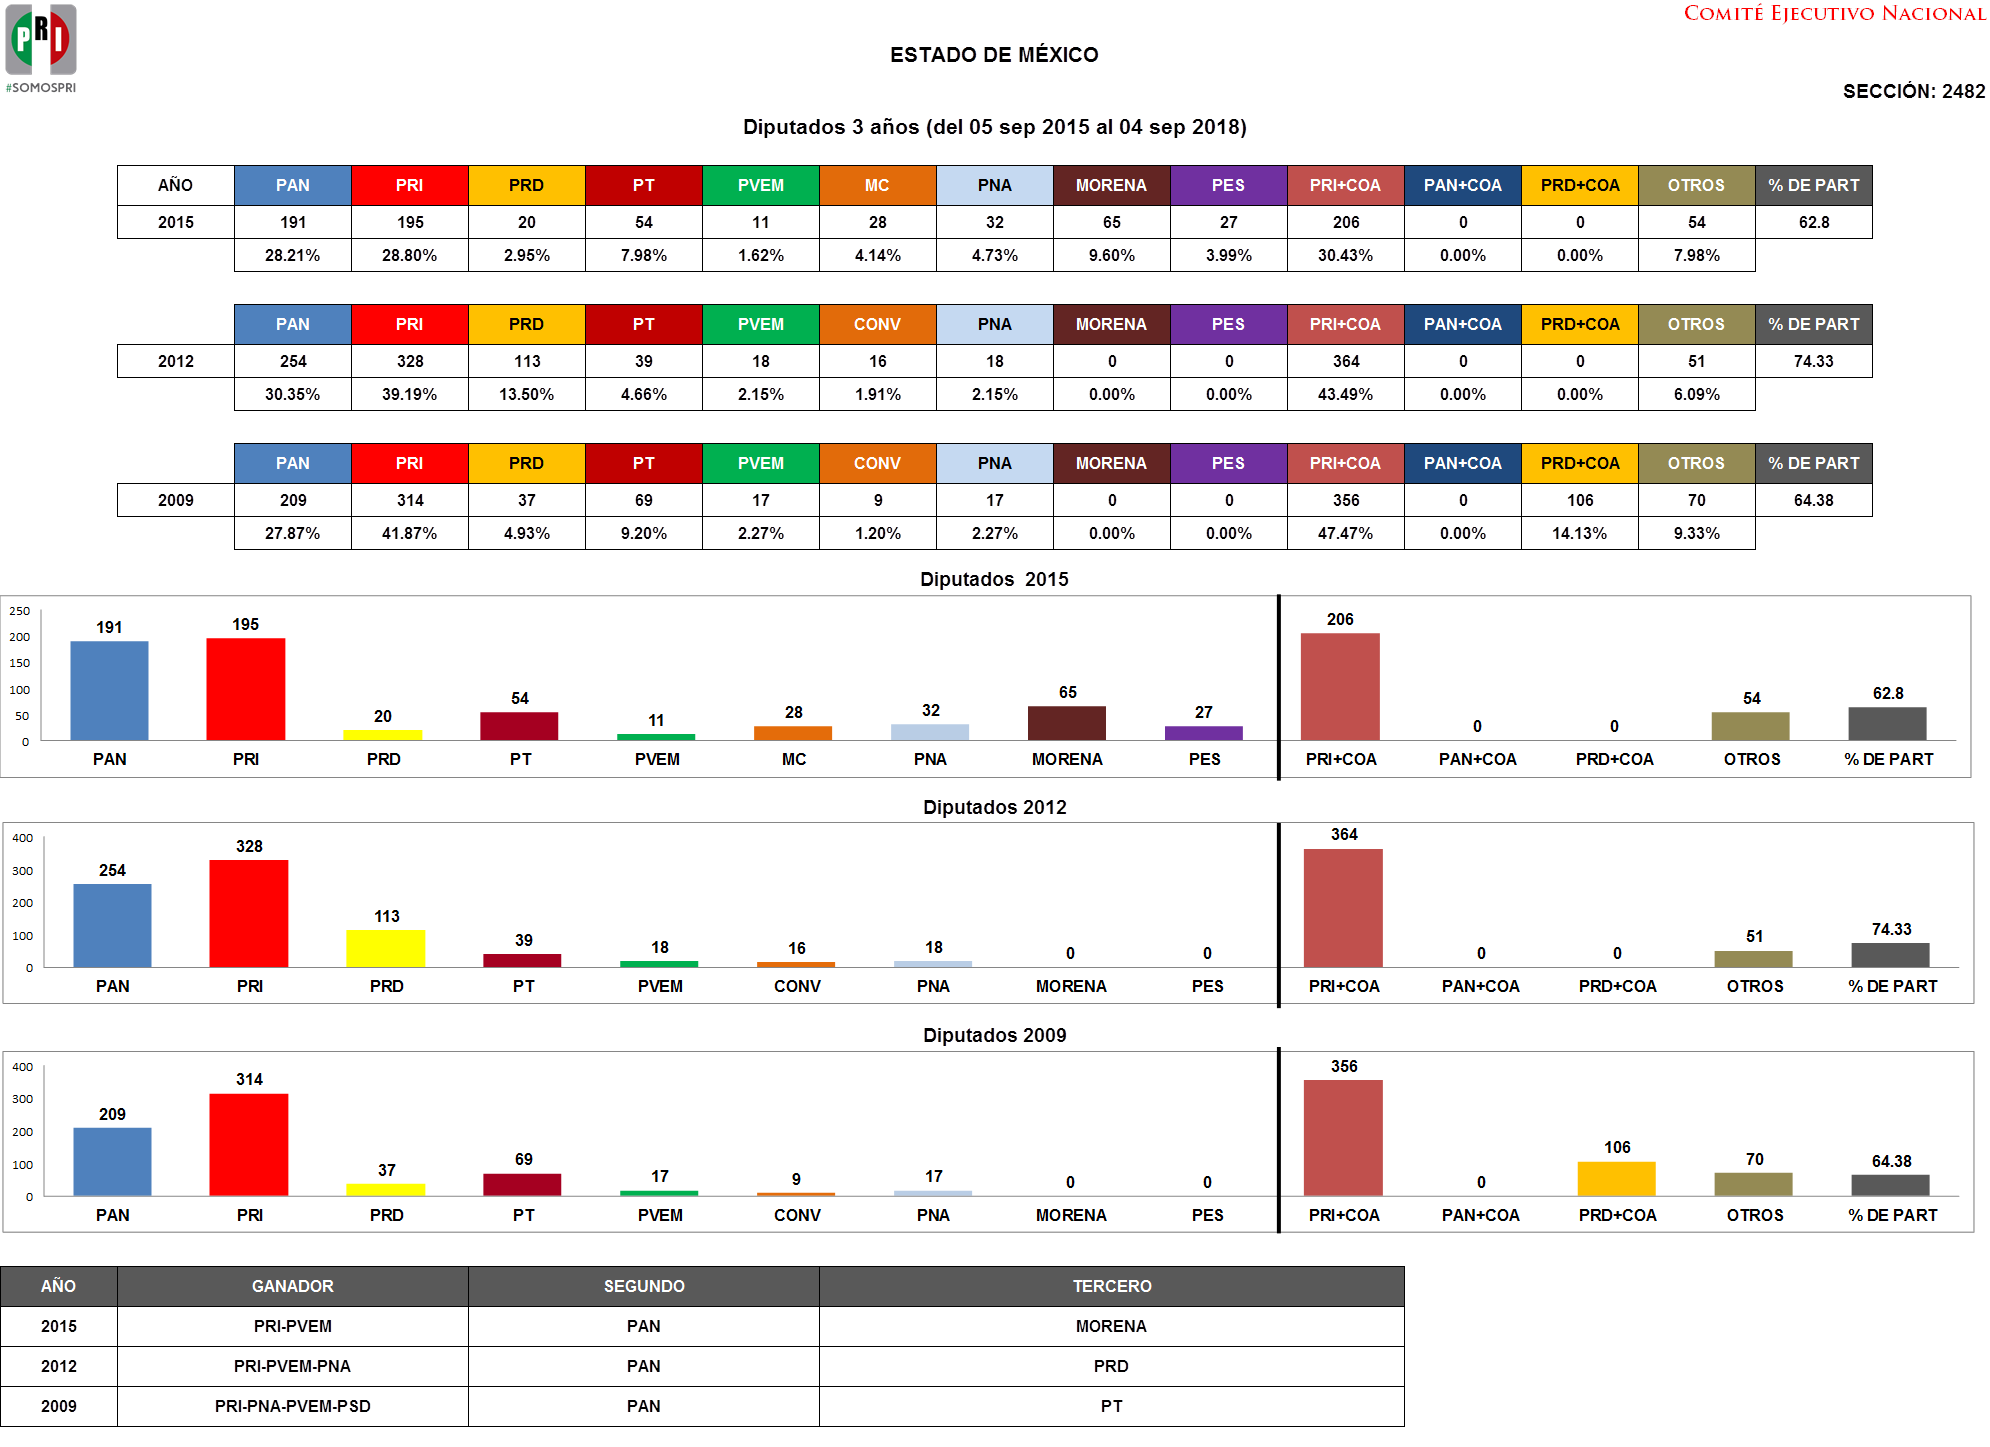 PRI
#SOMOSPRI
COMITÉ EJECUTIVO NACIONAL
ESTADO DE MÉXICO
SECCIÓN: 2482
Diputados 3 años (del 05 sep 2015 al 04 sep 2018)
AÑO PAN PRI PRD PT PVEM MC PNA MORENA PES PRI+COA PAN+COA PRD+COA OTROS % DE PART
2015 191 195 20 54 11 28 32 65 27 206 0 0 54 62.8
28.21% 28.80% 2.95% 7.98% 1.62% 4.14% 4.73% 9.60% 3.99% 30.43% 0.00% 0.00% 7.98%
PAN PRI PRD PT PVEM CONV PNA MORENA PES PRI+COA PAN+COA PRD+COA OTROS % DE PART
2012 254 328 113 39 18 16 18 0 0 364 0 0 51 74.33
30.35% 39.19% 13.50% 4.66% 2.15% 1.91% 2.15% 0.00% 0.00% 43.49% 0.00% 0.00% 6.09%
PAN PRI PRD PT PVEM CONV PNA MORENA PES PRI+COA PAN+COA PRD+COA OTROS % DE PART
2009 209 314 37 69 17 9 17 0 0 356 0 106 70 64.38
27.87% 41.87% 4.93% 9.20% 2.27% 1.20% 2.27% 0.00% 0.00% 47.47% 0.00% 14.13% 9.33%
Diputados 2015
250
200
150
100
50
0
191 195 20 54 11 28 32 65 27 206 0 0 54 62.8
PAN PRI PRD PT PVEM MC PNA MORENA PES PRI+COA PAN+COA PRD+COA OTROS % DE PART
Diputados 2012
400
300
200
100
0
254 328 113 39 18 16 18 0 0 364 0 0 51 74.33
PAN PRI PRD PT PVEM CONV PNA MORENA PES PRI+COA PAN+COA PRD+COA OTROS % DE PART
Diputados 2009
400
300
200
100
0
209 314 37 69 17 9 17 0 0 356 0 106 70 64.38
PAN PRI PRD PT PVEM CONV PNA MORENA PES PRI+COA PAN+COA PRD+COA OTROS % DE PART
AÑO GANADOR SEGUNDO TERCERO
2015 PRI-PVEM PAN MORENA
2012 PRI-PVEM-PNA PAN PRD
2009 PRI-PNA-PVEM-PSD PAN PT